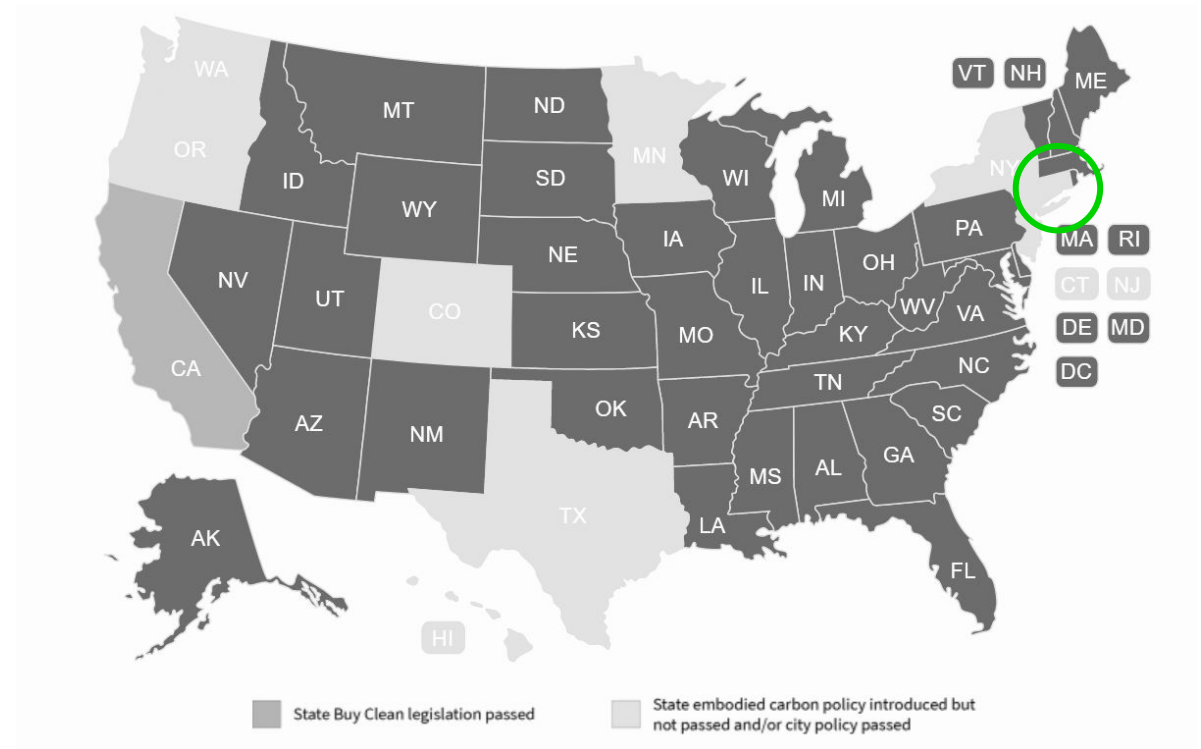 VT NH
ME
WA
MT
ND
OR
MN
NY
ID
SD
WI
MI
WY
IA
PA
MA RI
NE
OH
NV
UT
IL
IN
CT NJ
CO
WV
VA
KS
MO
KY
DE MD
CA
TN
NC
DC
AZ
NM
OK
AR
SC
MS
AL
GA
TX
LA
AK
FL
HI
State Buy Clean legislation passed
State embodied carbon policy introduced but
not passed and/or city policy passed